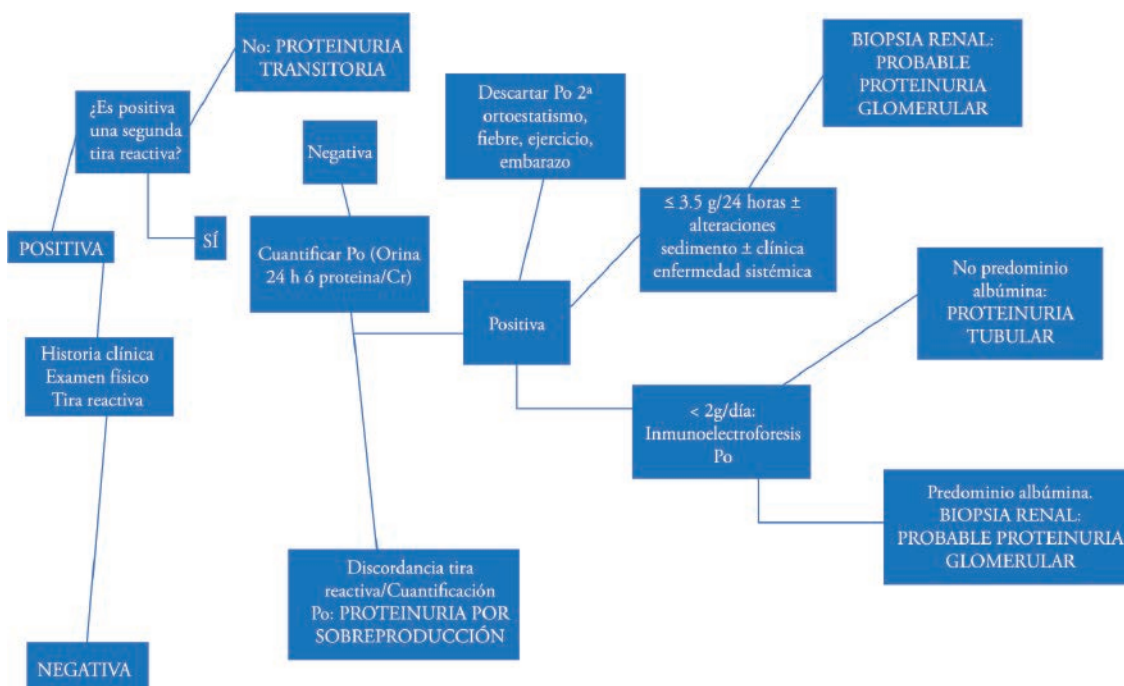 No: PROTEINURIA
TRANSITORIA
¿Es positiva
una segunda
tira reactiva?
SÍ
POSITIVA
Historia clínica
Examen físico
Tira reactiva
NEGATIVA
Negativa
Cuantificar Po (Orina
24 h ó proteina/Cr)
Discordancia tira
reactiva/Cuantificación
Po: PROTEINURIA POR
SOBREPRODUCCIÓN
Descartar Po 2ª
ortoestatismo,
fiebre, ejercicio,
embarazo
Positiva
≤ 3.5 g/24 horas ±
alteraciones
sedimento ± clínica
enfermedad sistémica
BIOPSIA RENAL:
PROBABLE
PROTEINURIA
GLOMERULAR
< 2g/día:
Inmunoelectroforesis
Po
No predominio
albúmina:
PROTEINURIA
TUBULAR
Predominio albúmina.
BIOPSIA RENAL:
PROBABLE PROTEINURIA
GLOMERULAR